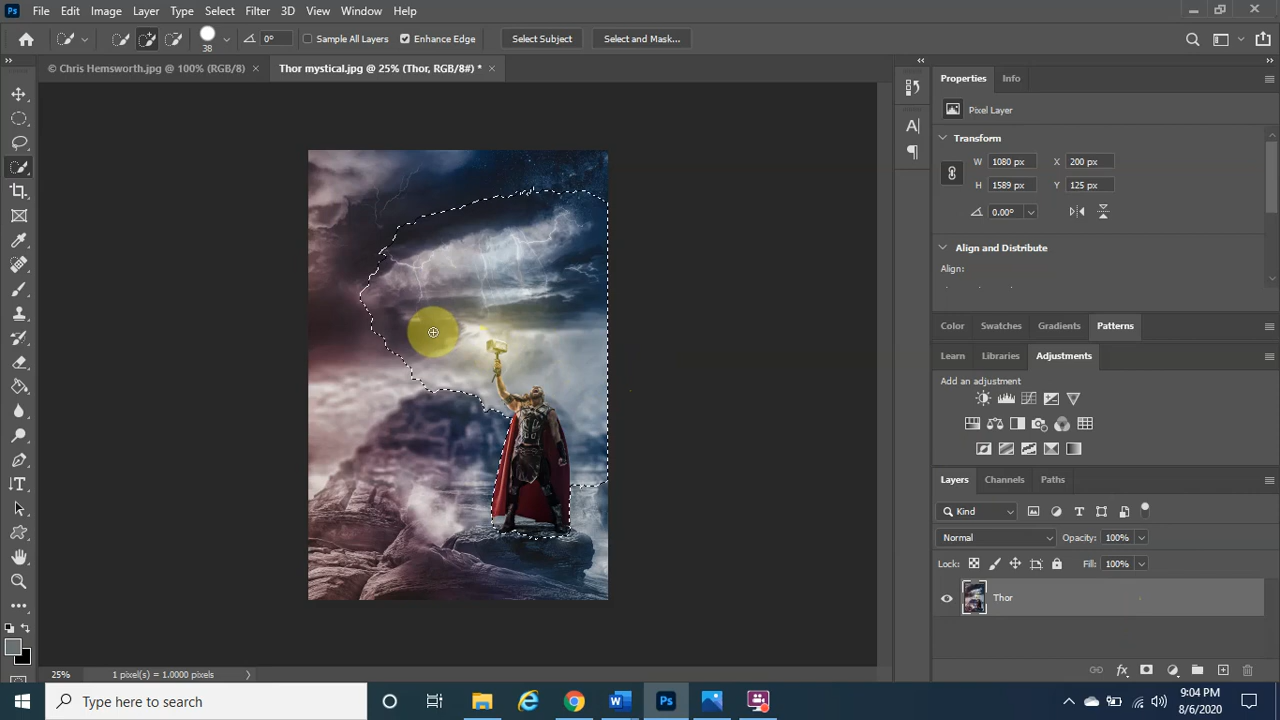 Ps File Edit Image Layer Type Select Filter 3D View Window Help
38 0° Sample All Layers Enhance Edge Select Subject Select and Mask...
© Chris Hemsworth.jpg @ 100% (RGB/8) × Thor mystical.jpg @ 25% (Thor, RGB/8#) * ×
Properties Info
Pixel Layer
Transform
W 1080 px X 200 px
H 1589 px Y 125 px
0.00°
Align and Distribute
Align:
Color Swatches Gradients Patterns
Learn Libraries Adjustments
Add an adjustment
Layers Channels Paths
Kind
Normal Opacity: 100%
Lock: Fill: 100%
Thor
25% 1 pixel(s) = 1.0000 pixels
Type here to search
9:04 PM
8/6/2020